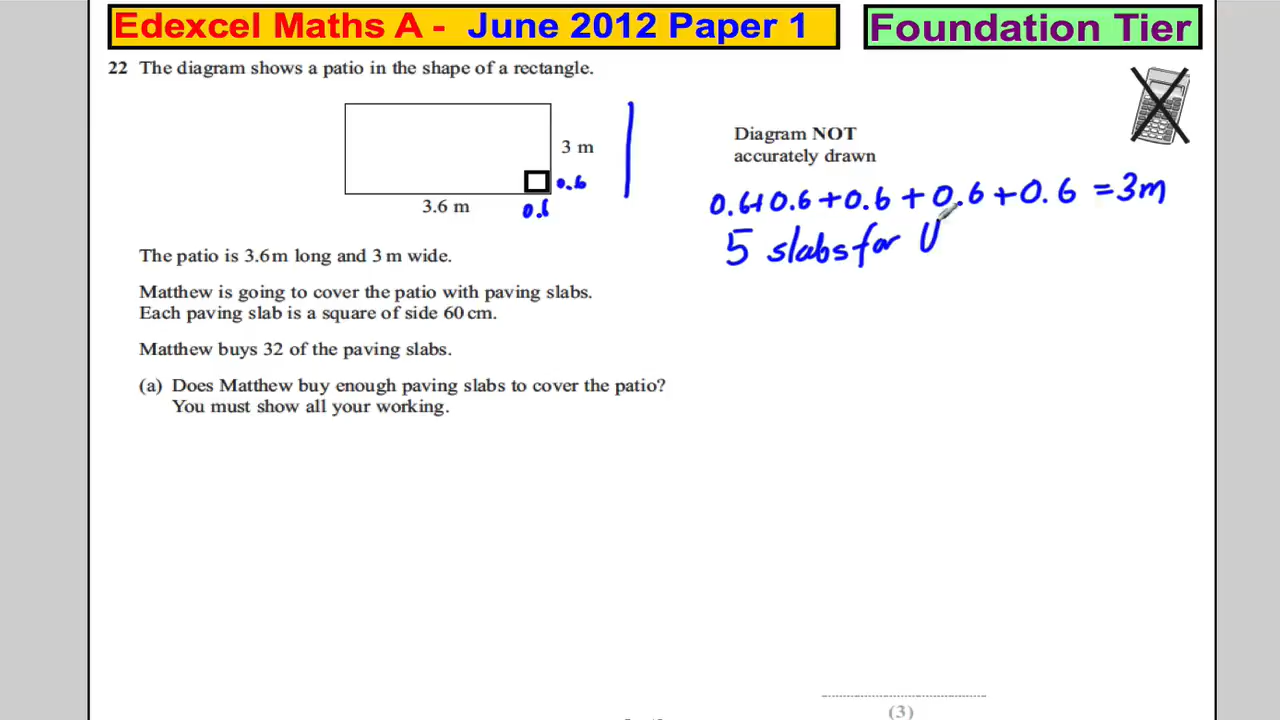 Edexcel Maths A - June 2012 Paper 1
Foundation Tier
22 The diagram shows a patio in the shape of a rectangle.
3 m
0.6
3.6 m
0.6
Diagram NOT
accurately drawn
0.6+0.6+0.6+0.6+0.6 = 3m
5 slabs for
The patio is 3.6 m long and 3 m wide.
Matthew is going to cover the patio with paving slabs.
Each paving slab is a square of side 60 cm.
Matthew buys 32 of the paving slabs.
(a) Does Matthew buy enough paving slabs to cover the patio?
You must show all your working.
(3)